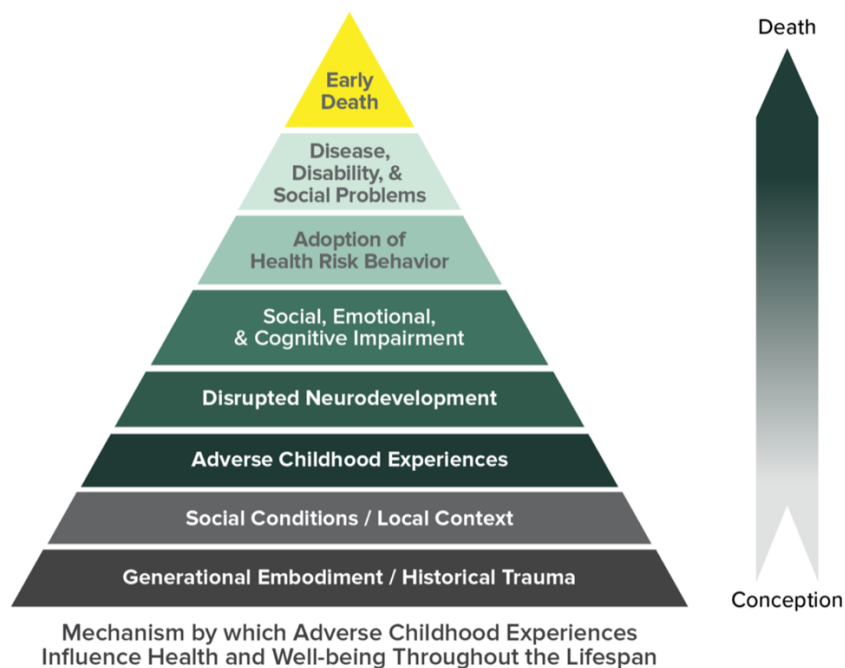 Death
Early
Death
Disease,
Disability, &
Social Problems
Adoption of
Health Risk Behavior
Social, Emotional,
& Cognitive Impairment
Disrupted Neurodevelopment
Adverse Childhood Experiences
Social Conditions / Local Context
Generational Embodiment / Historical Trauma
Conception
Mechanism by which Adverse Childhood Experiences
Influence Health and Well-being Throughout the Lifespan